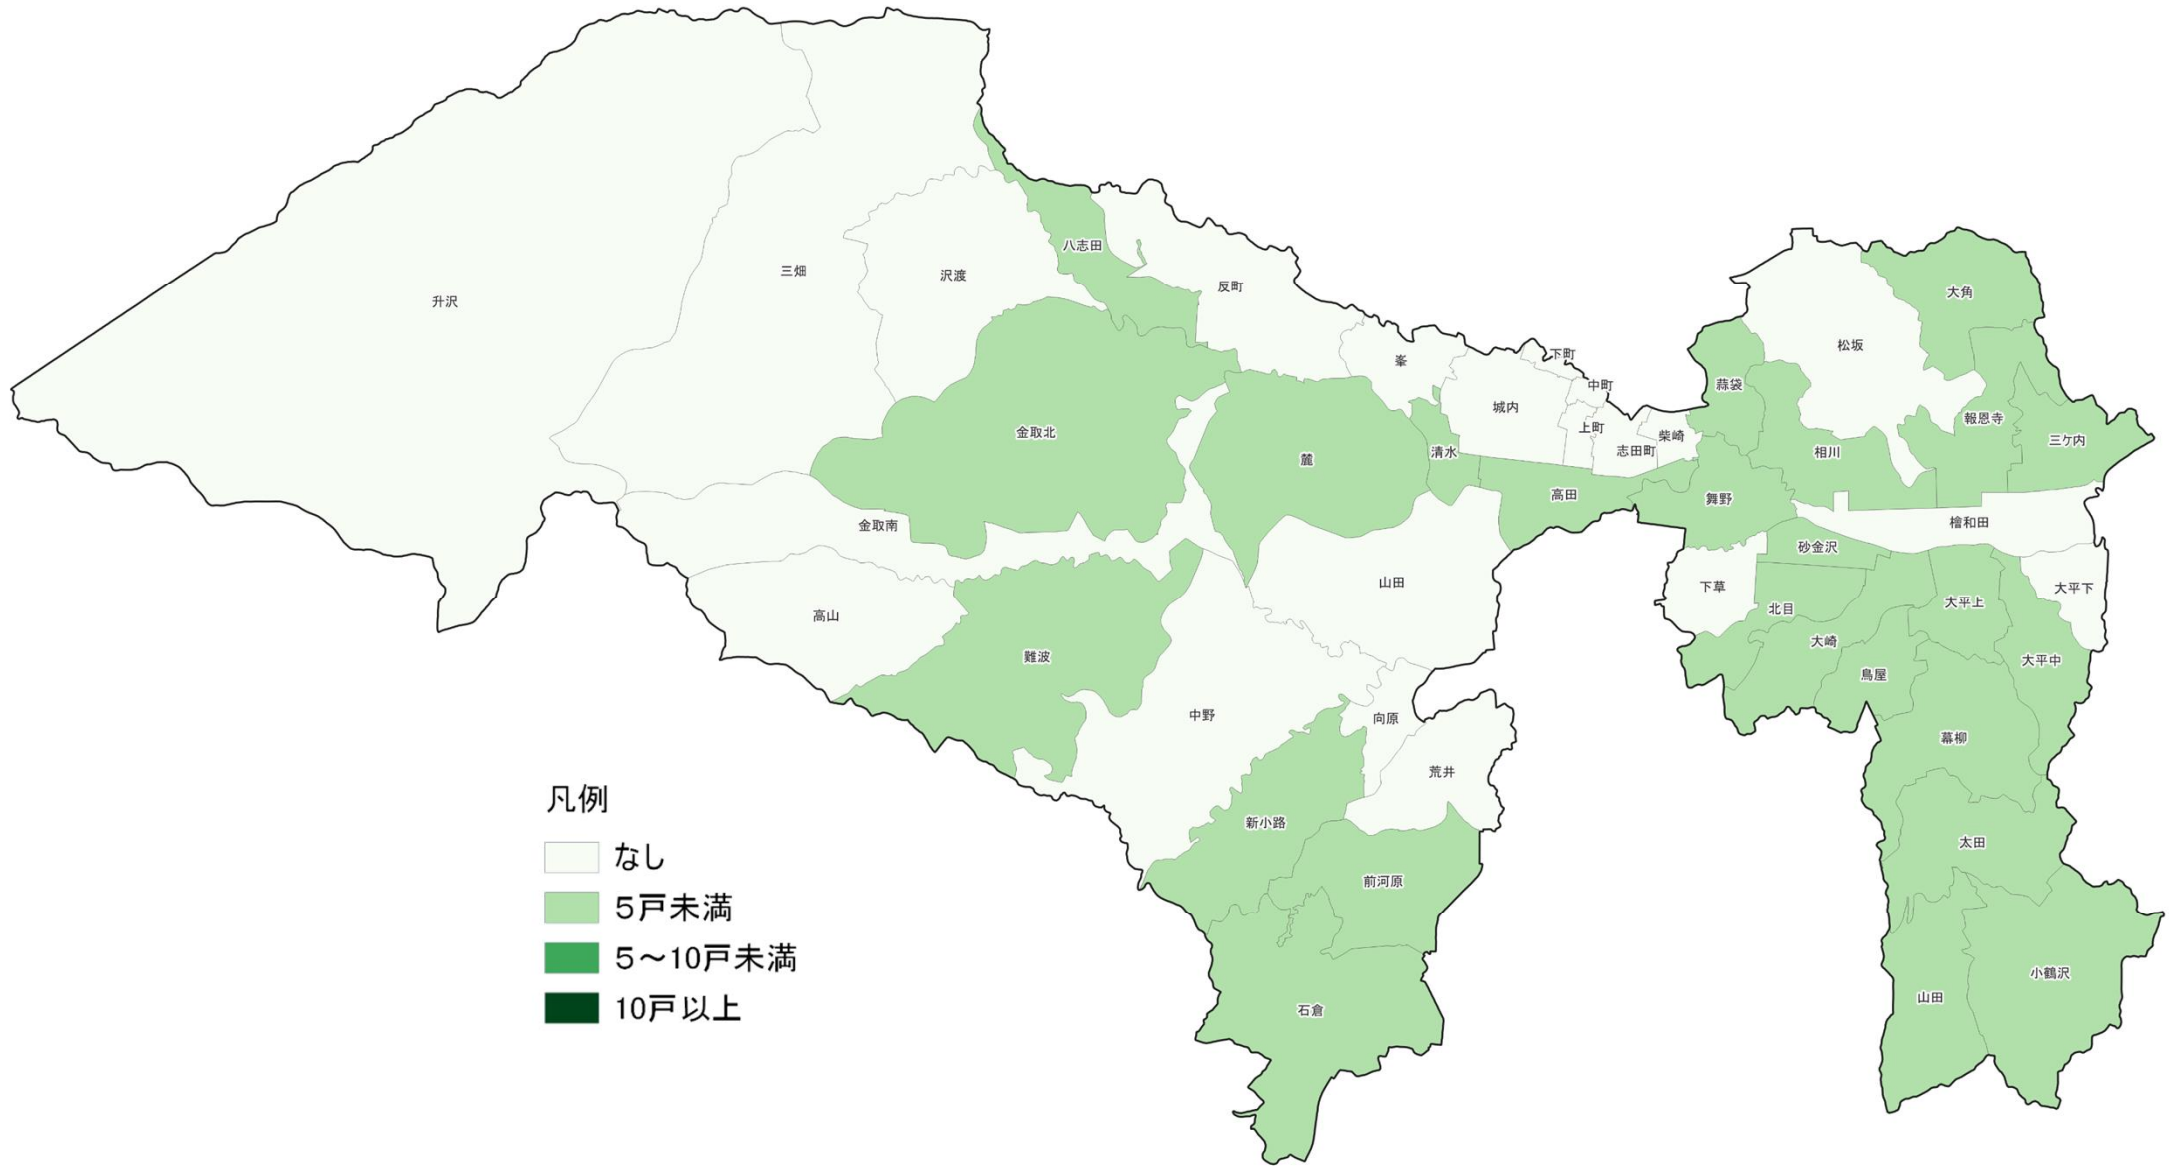 八志田
大角
三畑
沢渡
反町
升沢
松坂
下町
峯
中町
蒜袋
城内
報恩寺
金取北
上町
柴崎
三ケ内
麓
清水
志田町
相川
高田
舞野
金取南
檜和田
砂金沢
山田
下草
大平下
高山
北目
大平上
大崎
難波
大平中
鳥屋
中野
向原
幕柳
荒井
凡例
新小路
太田
なし
前河原
5戸未満
5～10戸未満
小鶴沢
山田
10戸以上
石倉